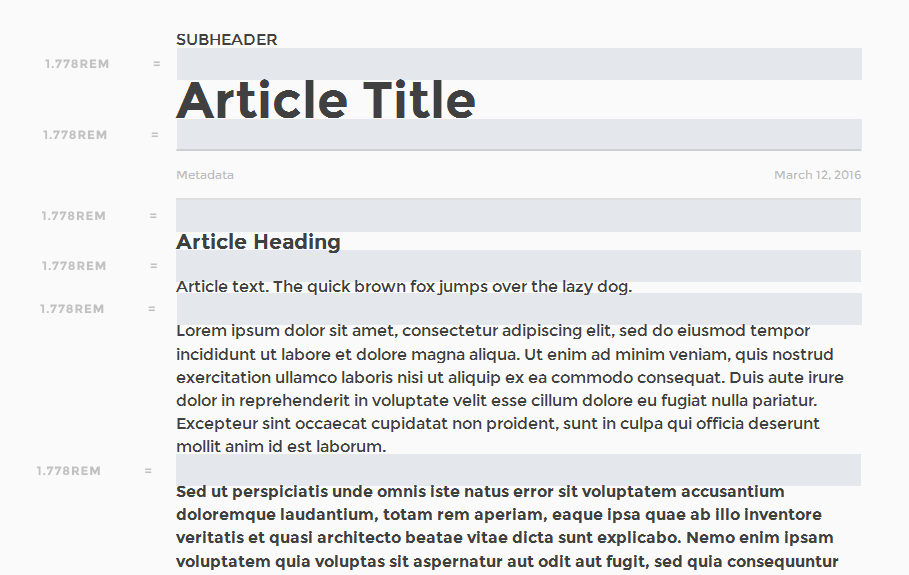 SUBHEADER
1.778REM =
Article Title
1.778REM =
Metadata March 12, 2016
1.778REM =
Article Heading
1.778REM =
Article text. The quick brown fox jumps over the lazy dog.
1.778REM =
Lorem ipsum dolor sit amet, consectetur adipiscing elit, sed do eiusmod tempor
incididunt ut labore et dolore magna aliqua. Ut enim ad minim veniam, quis nostrud
exercitation ullamco laboris nisi ut aliquip ex ea commodo consequat. Duis aute irure
dolor in reprehenderit in voluptate velit esse cillum dolore eu fugiat nulla pariatur.
Excepteur sint occaecat cupidatat non proident, sunt in culpa qui officia deserunt
mollit anim id est laborum.
1.778REM =
Sed ut perspiciatis unde omnis iste natus error sit voluptatem accusantium
doloremque laudantium, totam rem aperiam, eaque ipsa quae ab illo inventore
veritatis et quasi architecto beatae vitae dicta sunt explicabo. Nemo enim ipsam
voluptatem quia voluptas sit aspernatur aut odit aut fugit, sed quia consequuntur